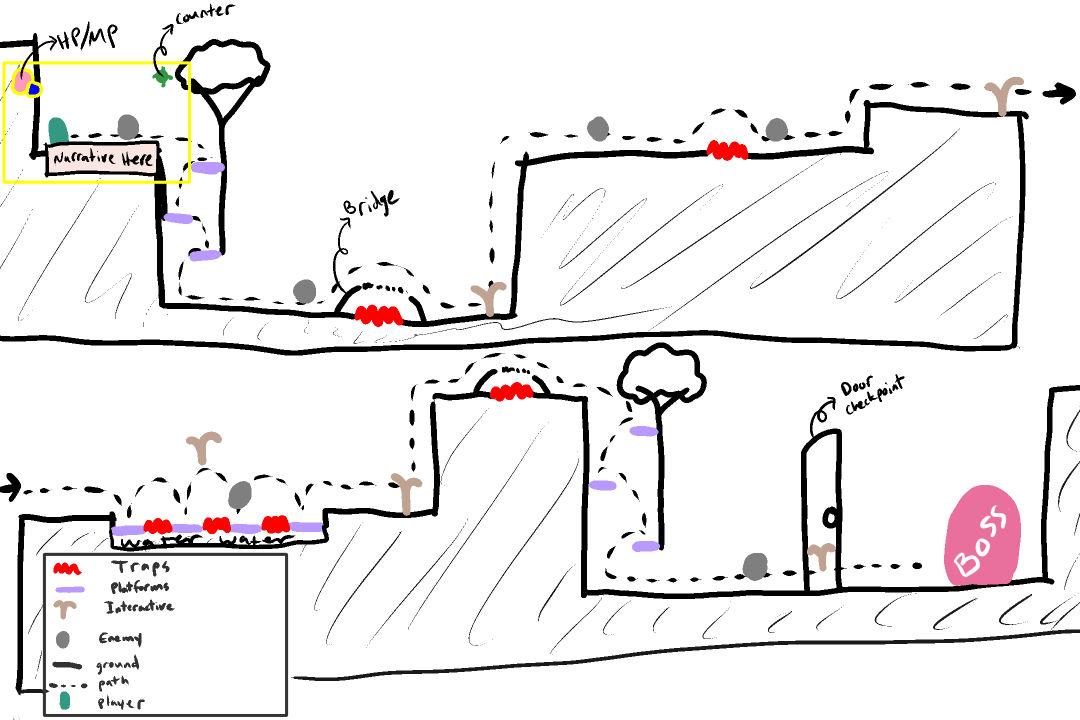 counter
HP/MP
Narrative Here
Bridge
Door
checkpoint
water water
Boss
Traps
Platforms
Interactive
Enemy
ground
path
player